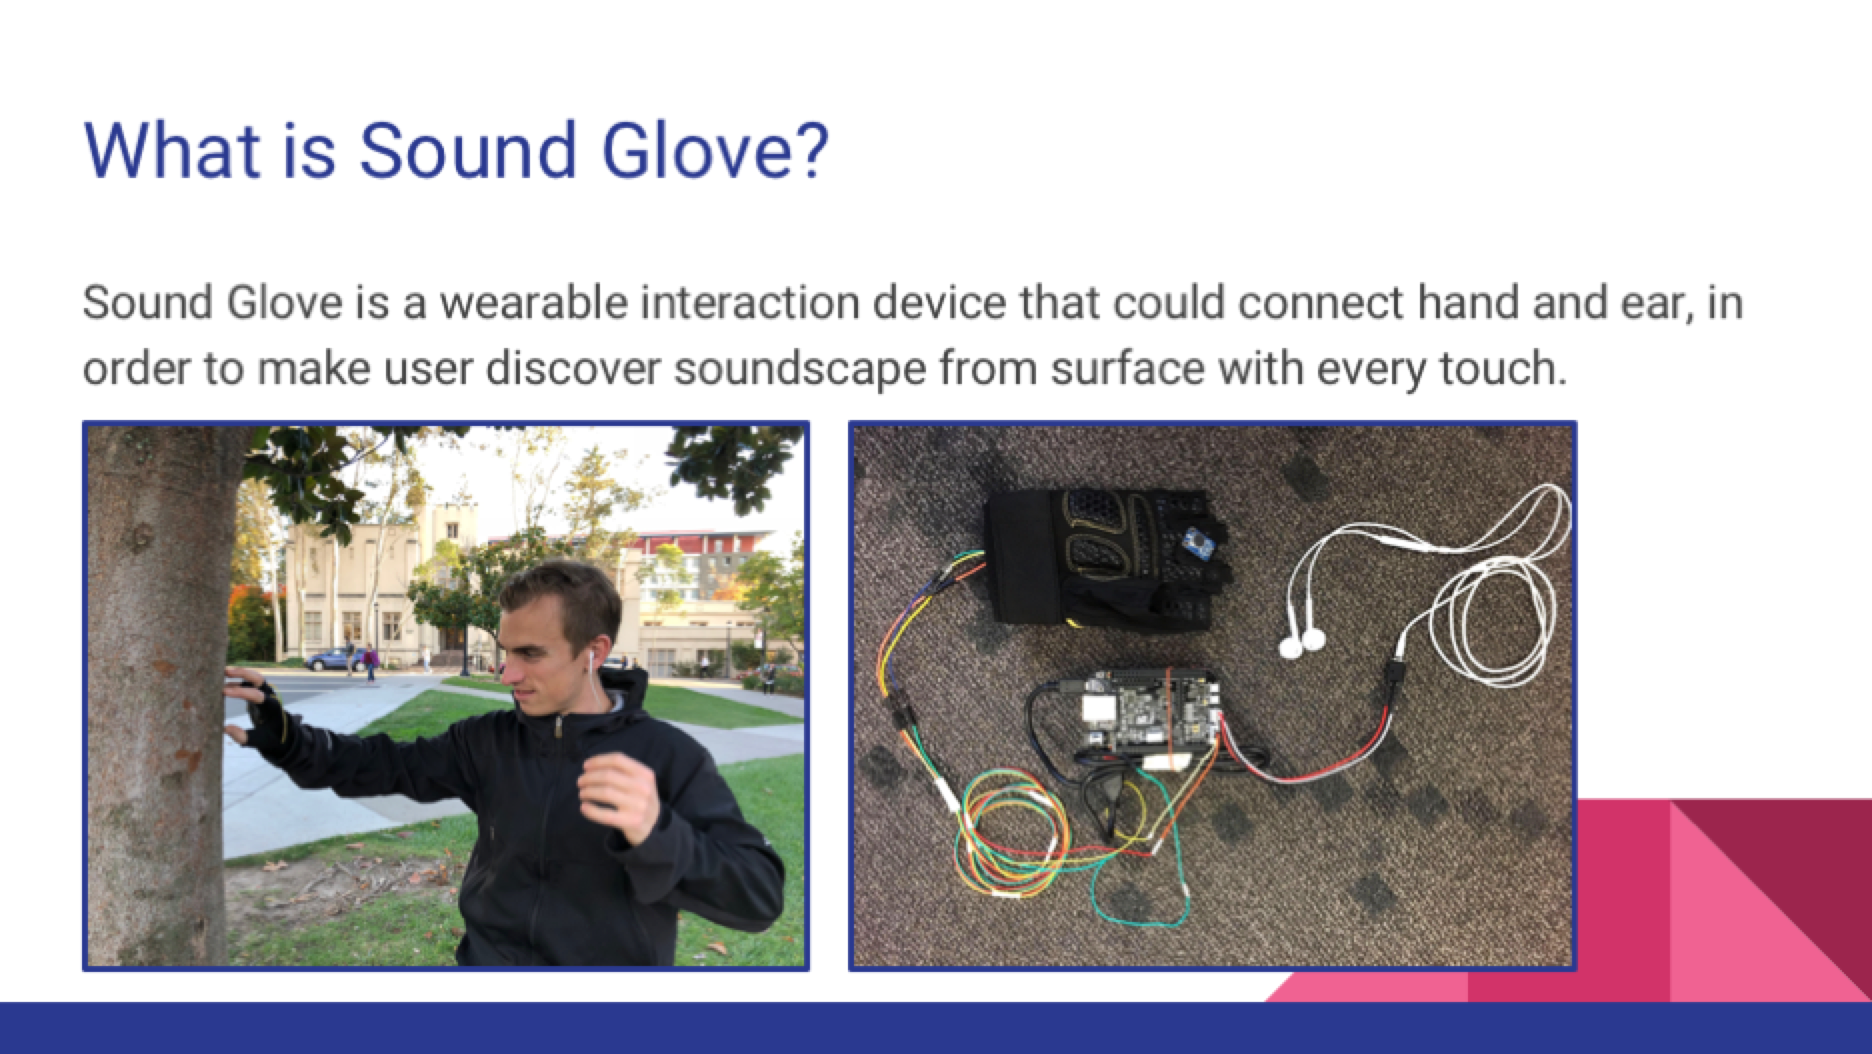 What is Sound Glove?
Sound Glove is a wearable interaction device that could connect hand and ear, in
order to make user discover soundscape from surface with every touch.